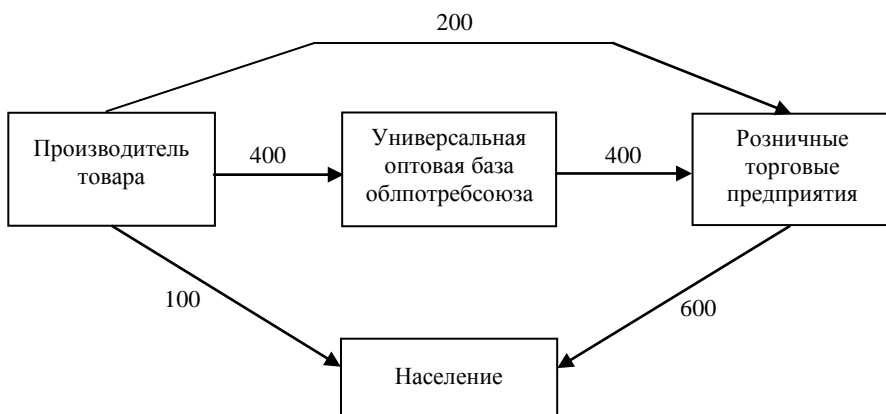 200
Производитель
товара
400
Универсальная
оптовая база
облпотребсоюза
400
Розничные
торговые
предприятия
100
600
Население